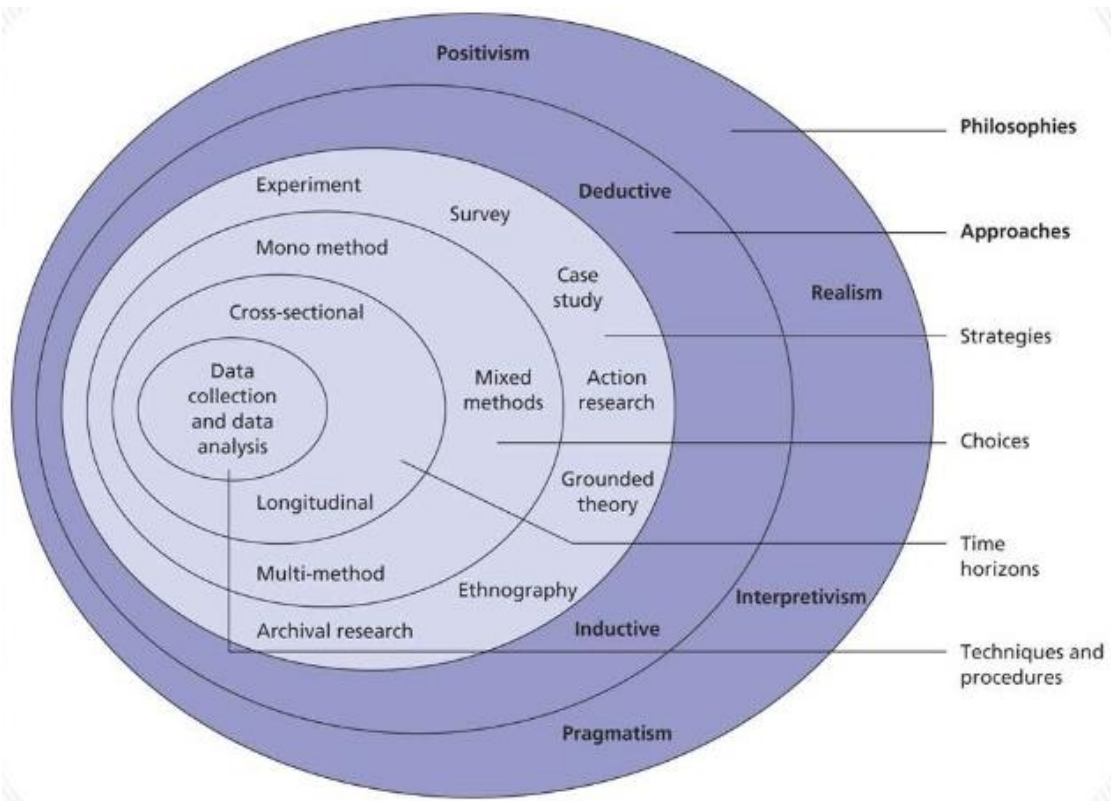 Positivism
Philosophies
Experiment
Deductive
Survey
Approaches
Mono method
Case
study
Realism
Cross-sectional
Strategies
Data
collection
and data
analysis
Mixed
methods
Action
research
Choices
Grounded
theory
Longitudinal
Time
horizons
Multi-method
Ethnography
Interpretivism
Archival research
Inductive
Techniques and
procedures
Pragmatism